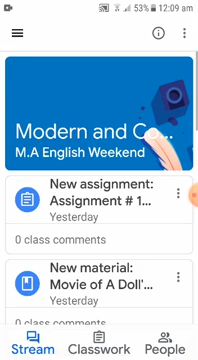 53% 12:09 am
Modern and Co...
M.A English Weekend
New assignment:
Assignment # 1...
Yesterday
0 class comments
New material:
Movie of A Doll'...
Yesterday
0 class comments
Stream Classwork People